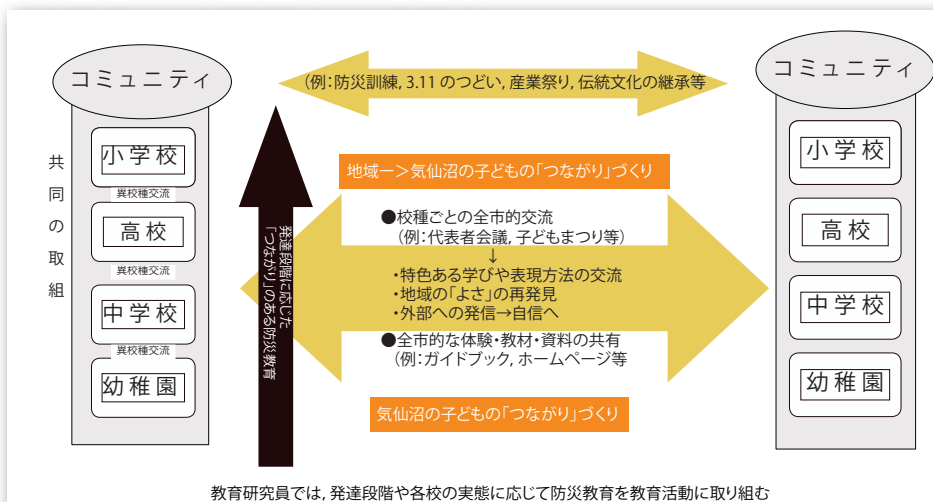 コミュニティ
(例:防災訓練, 3.11 のつどい, 産業祭り, 伝統文化の継承等
コミュニティ
共同の取組
小学校
異校種交流
高校
異校種交流
中学校
異校種交流
幼稚園
発達段階に応じた
「つながり」のある防災教育
地域ー＞気仙沼の子どもの「つながり」づくり
●校種ごとの全市的交流
(例:代表者会議, 子どもまつり等)
↓
・特色ある学びや表現方法の交流
・地域の「よさ」の再発見
・外部への発信→自信へ
●全市的な体験・教材・資料の共有
(例:ガイドブック, ホームページ等
気仙沼の子どもの「つながり」づくり
小学校
高校
中学校
幼稚園
教育研究員では, 発達段階や各校の実態に応じて防災教育を教育活動に取り組む